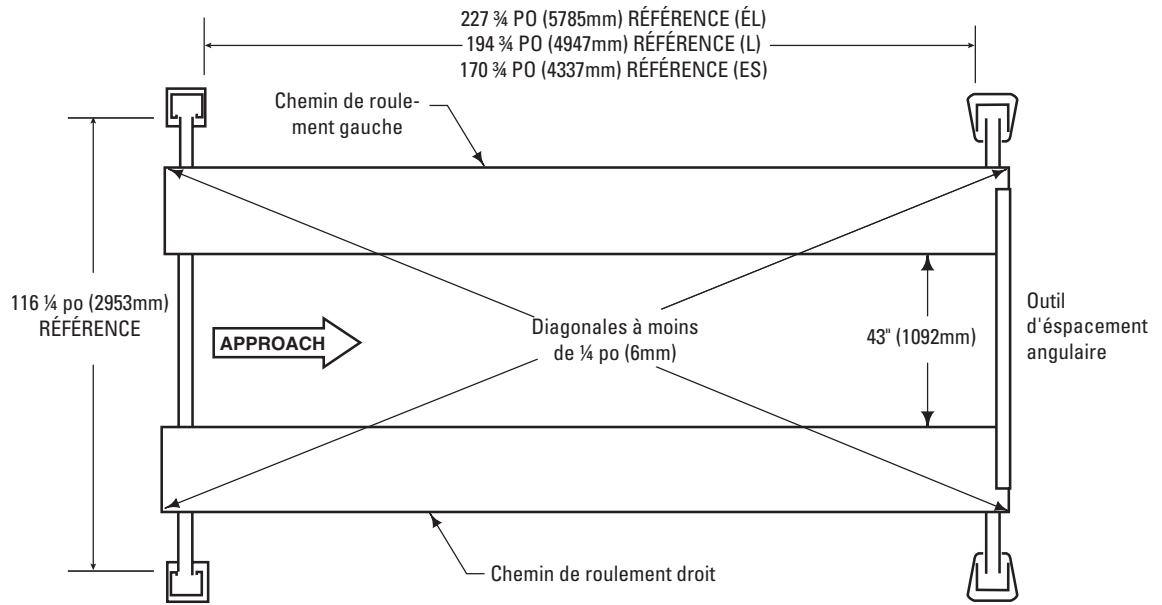 227 ¾ PO (5785mm) RÉFÉRENCE (ÉL)
194 ¾ PO (4947mm) RÉFÉRENCE (L)
170 ¾ PO (4337mm) RÉFÉRENCE (ES)
Chemin de roule-
ment gauche
116 ¼ po (2953mm)
RÉFÉRENCE
APPROACH
Diagonales à moins
de ¼ po (6mm)
43" (1092mm)
Outil
d'éspacement
angulaire
Chemin de roulement droit